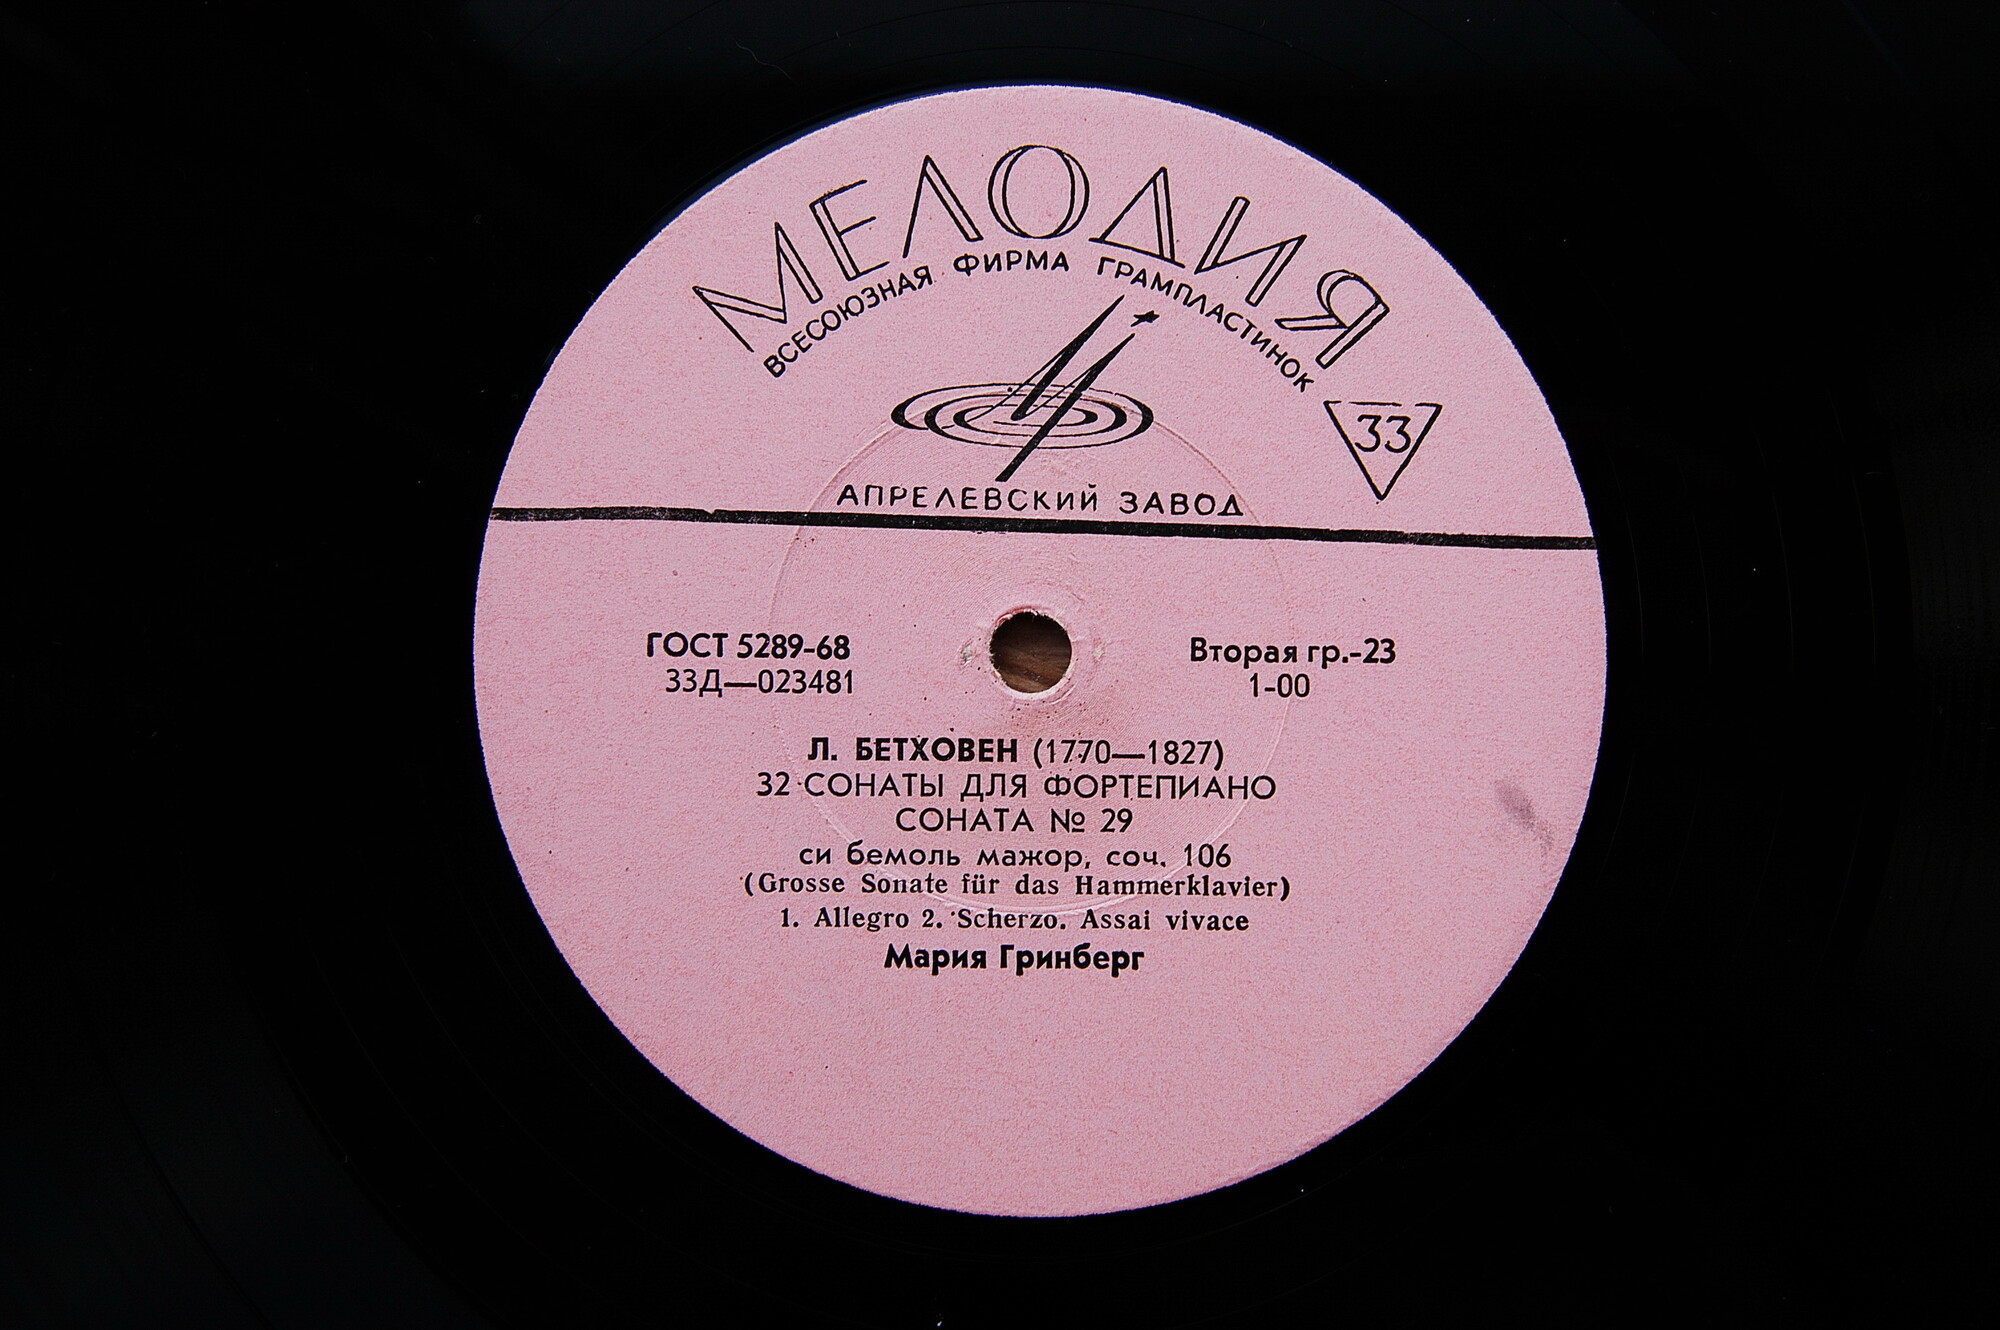 МЕЛОДИЯ
ВСЕСОЮЗНАЯ ФИРМА ГРАМПЛАСТИНОК
33
АПРЕЛЕВСКИЙ ЗАВОД
ГОСТ 5289-68
33Д—023481
Вторая гр.-23
1-00
Л. БЕТХОВЕН (1770—1827)
32 СОНАТЫ ДЛЯ ФОРТЕПИАНО
СОНАТА № 29
си бемоль мажор, соч. 106
(Grosse Sonate für das Hammerklavier)
1. Allegro 2. Scherzo. Assai vivace
Мария Гринберг